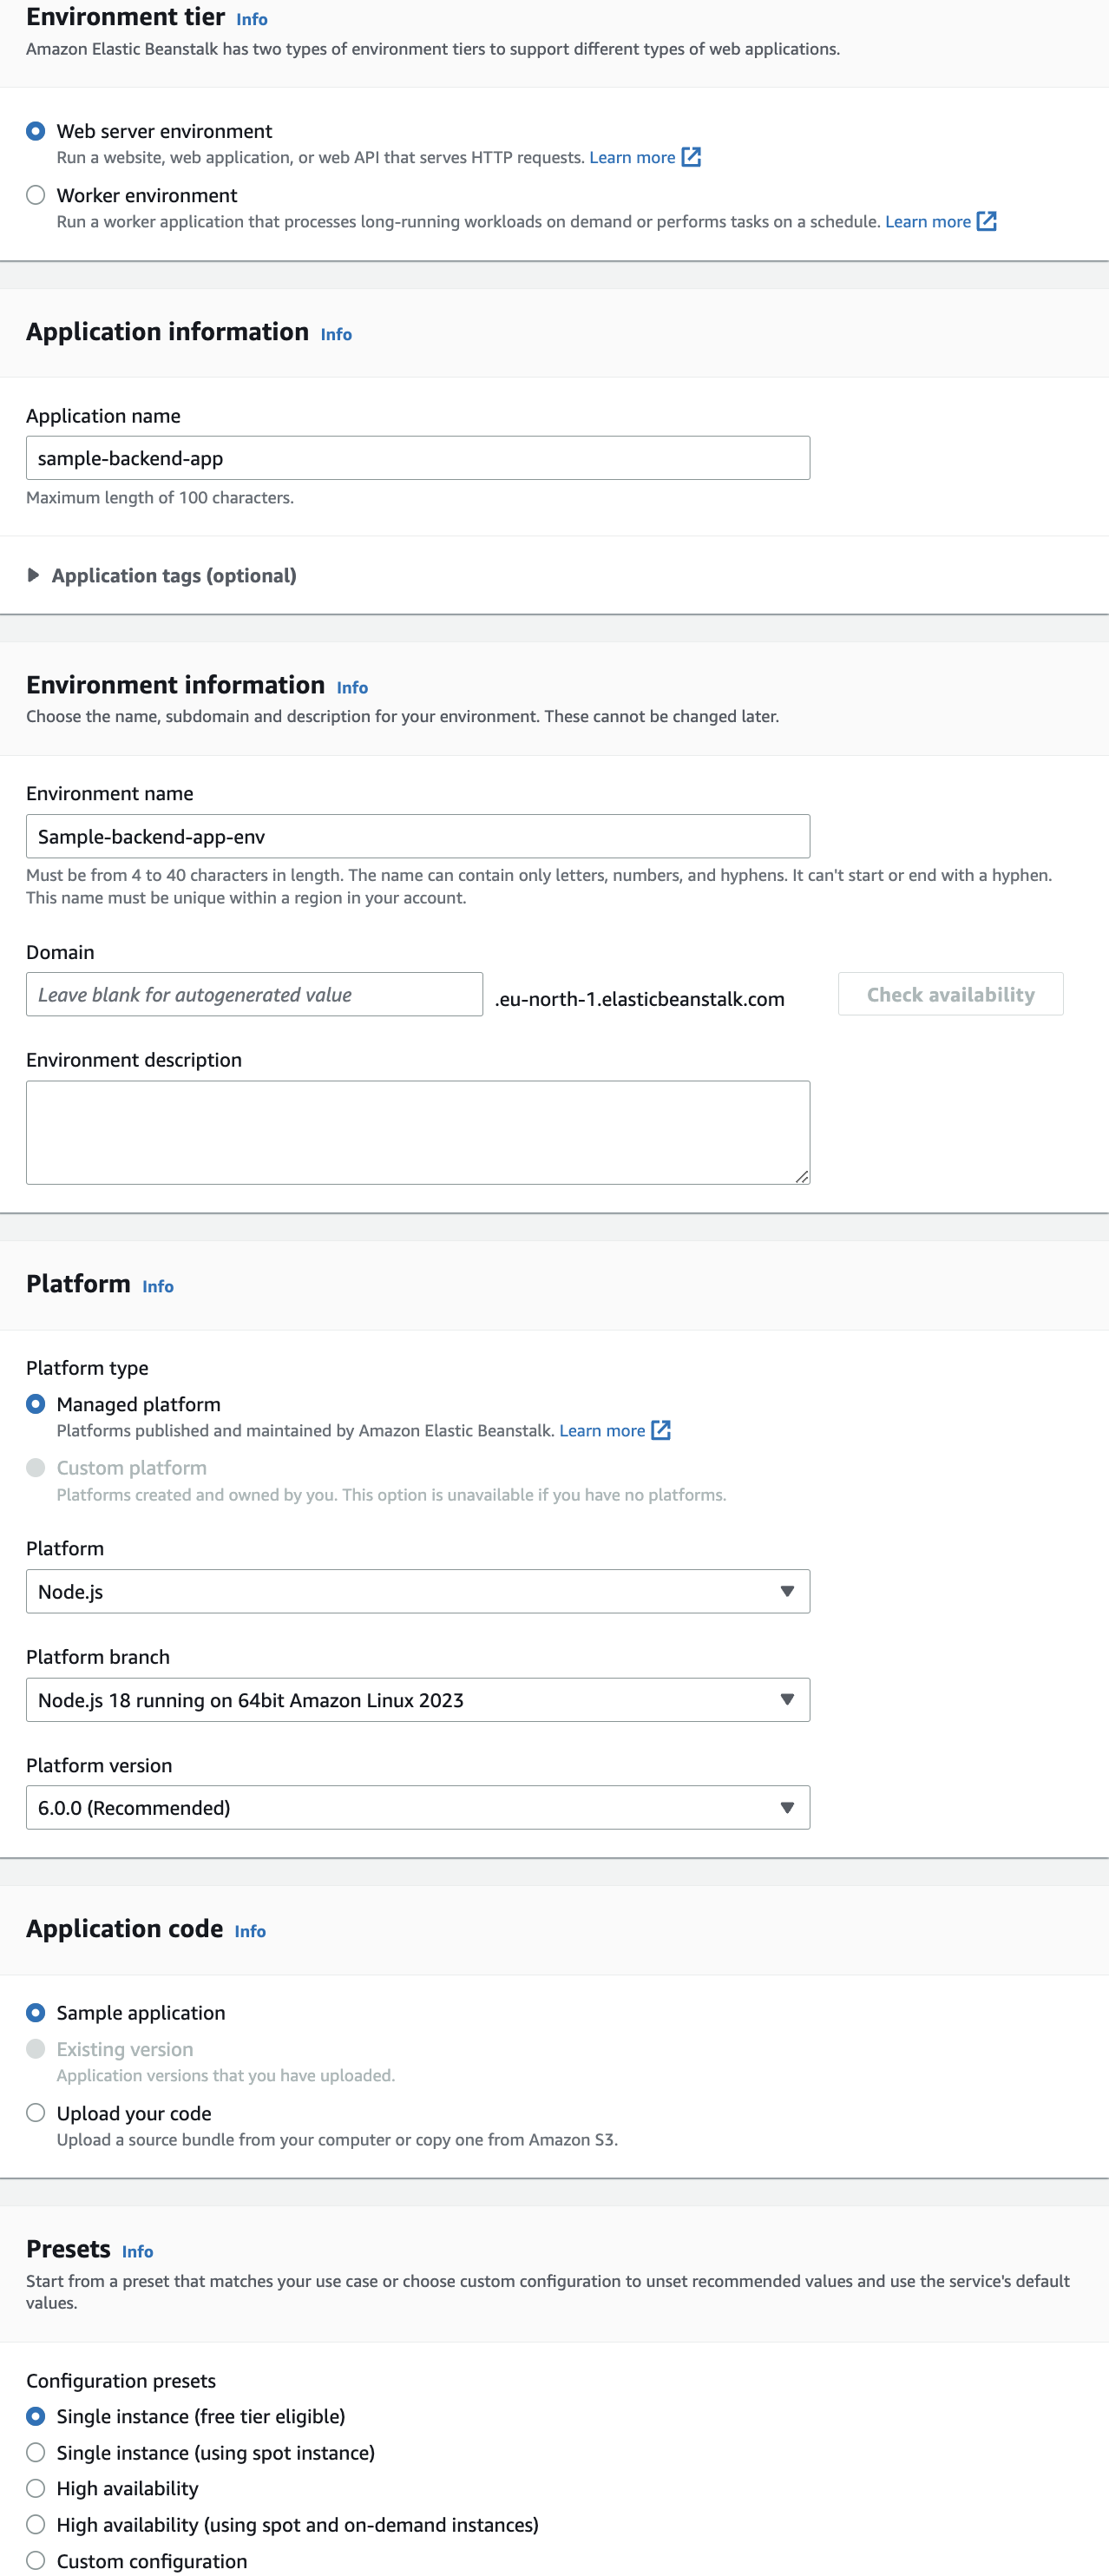 Environment tier Info
Amazon Elastic Beanstalk has two types of environment tiers to support different types of web applications.
Web server environment
Run a website, web application, or web API that serves HTTP requests. Learn more
Worker environment
Run a worker application that processes long-running workloads on demand or performs tasks on a schedule. Learn more
Application information Info
Application name
sample-backend-app
Maximum length of 100 characters.
Application tags (optional)
Environment information Info
Choose the name, subdomain and description for your environment. These cannot be changed later.
Environment name
Sample-backend-app-env
Must be from 4 to 40 characters in length. The name can contain only letters, numbers, and hyphens. It can't start or end with a hyphen.
This name must be unique within a region in your account.
Domain
Leave blank for autogenerated value .eu-north-1.elasticbeanstalk.com Check availability
Environment description
Platform Info
Platform type
Managed platform
Platforms published and maintained by Amazon Elastic Beanstalk. Learn more
Custom platform
Platforms created and owned by you. This option is unavailable if you have no platforms.
Platform
Node.js
Platform branch
Node.js 18 running on 64bit Amazon Linux 2023
Platform version
6.0.0 (Recommended)
Application code Info
Sample application
Existing version
Application versions that you have uploaded.
Upload your code
Upload a source bundle from your computer or copy one from Amazon S3.
Presets Info
Start from a preset that matches your use case or choose custom configuration to unset recommended values and use the service's default
values.
Configuration presets
Single instance (free tier eligible)
Single instance (using spot instance)
High availability
High availability (using spot and on-demand instances)
Custom configuration